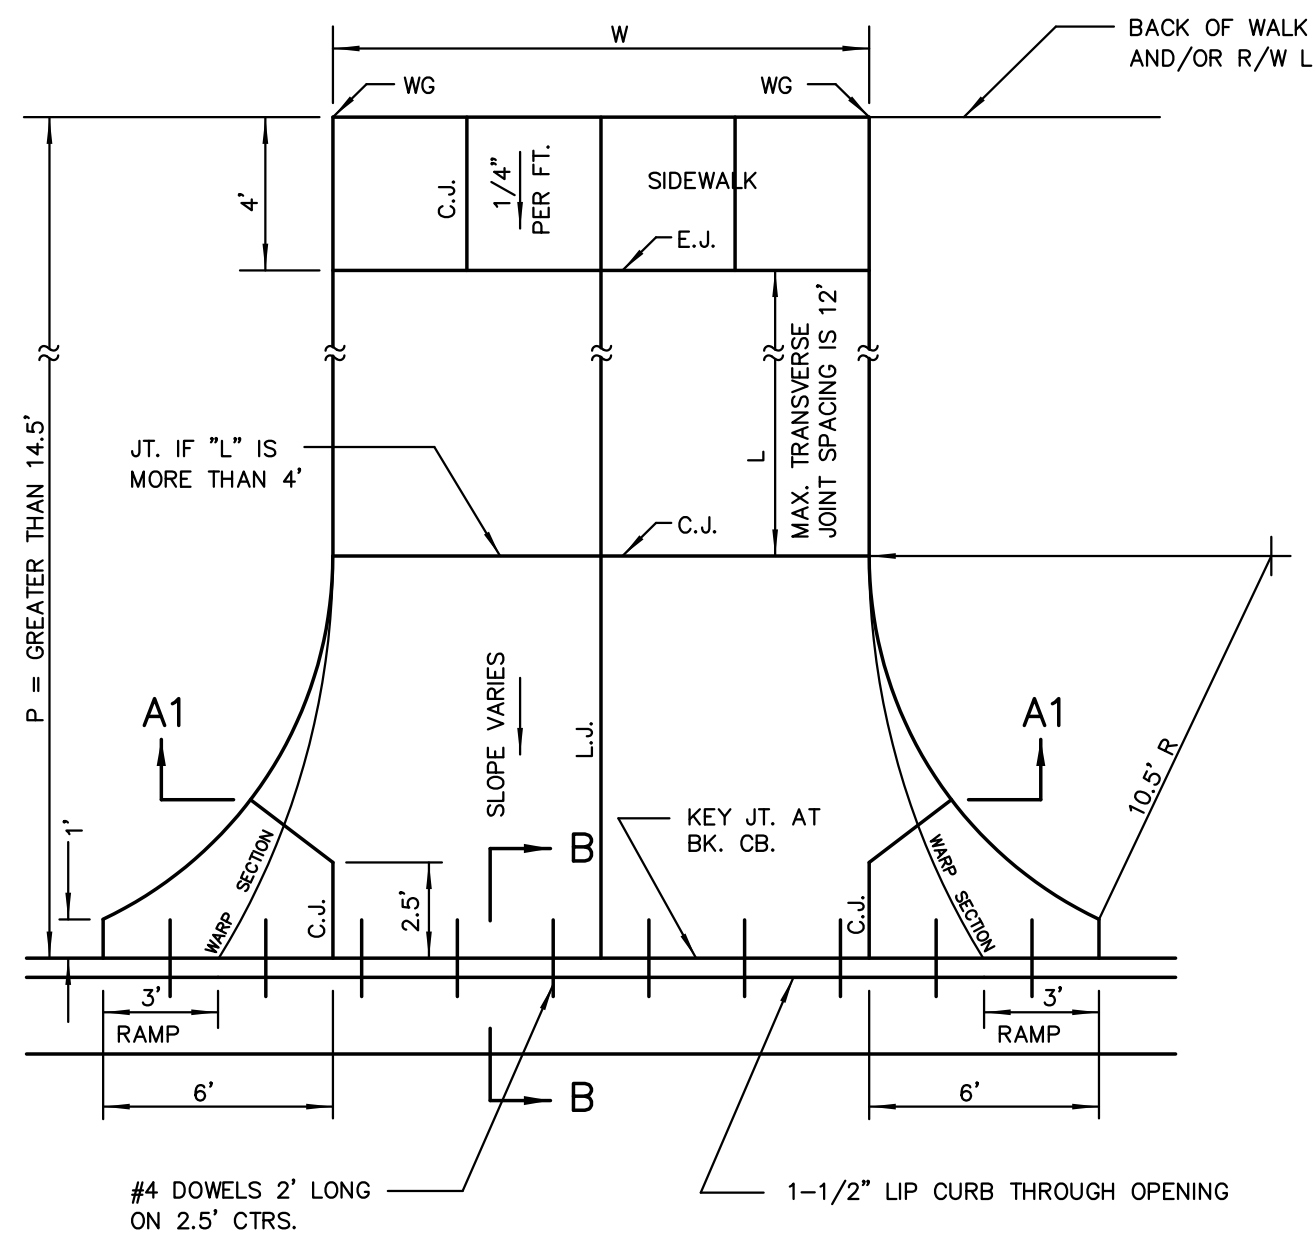 W
BACK OF WALK
AND/OR R/W L
WG
WG
4'
C.J.
1/4"
PER FT.
SIDEWALK
E.J.
P = GREATER THAN 14.5'
JT. IF "L" IS
MORE THAN 4'
L
MAX. TRANSVERSE
JOINT SPACING IS 12'
C.J.
A1
A1
SLOPE VARIES
L.J.
10.5' R
1'
KEY JT. AT
BK. CB.
B
WARP SECTION
WARP SECTION
C.J.
2.5'
C.J.
3'
RAMP
3'
RAMP
6'
B
6'
#4 DOWELS 2' LONG
ON 2.5' CTRS.
1-1/2" LIP CURB THROUGH OPENING